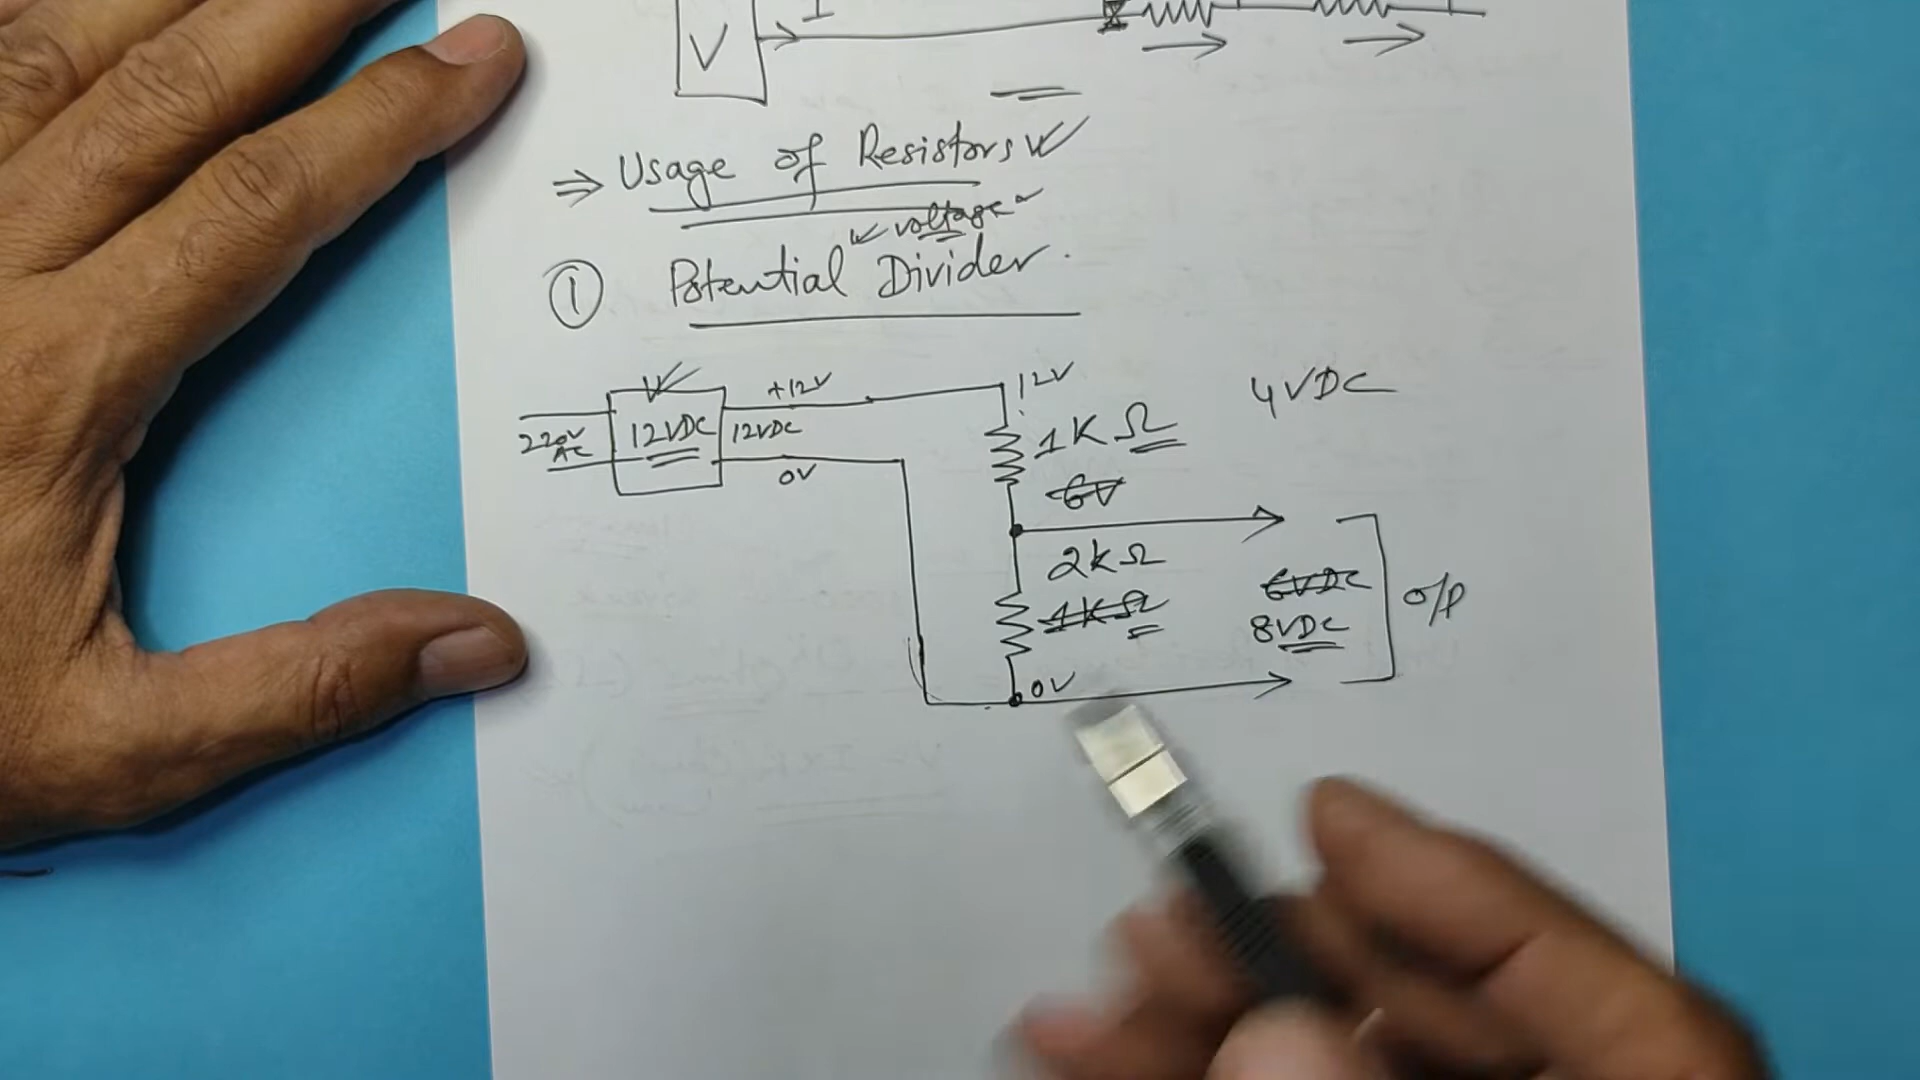 I
V
⇒ Usage of Resistors
voltage
① Potential Divider.
+12V
12V
4VDC
220V AC
12VDC
12VDC
1K Ω
0V
6V
2KΩ
6VDC
1KΩ
8VDC
O/P
0V